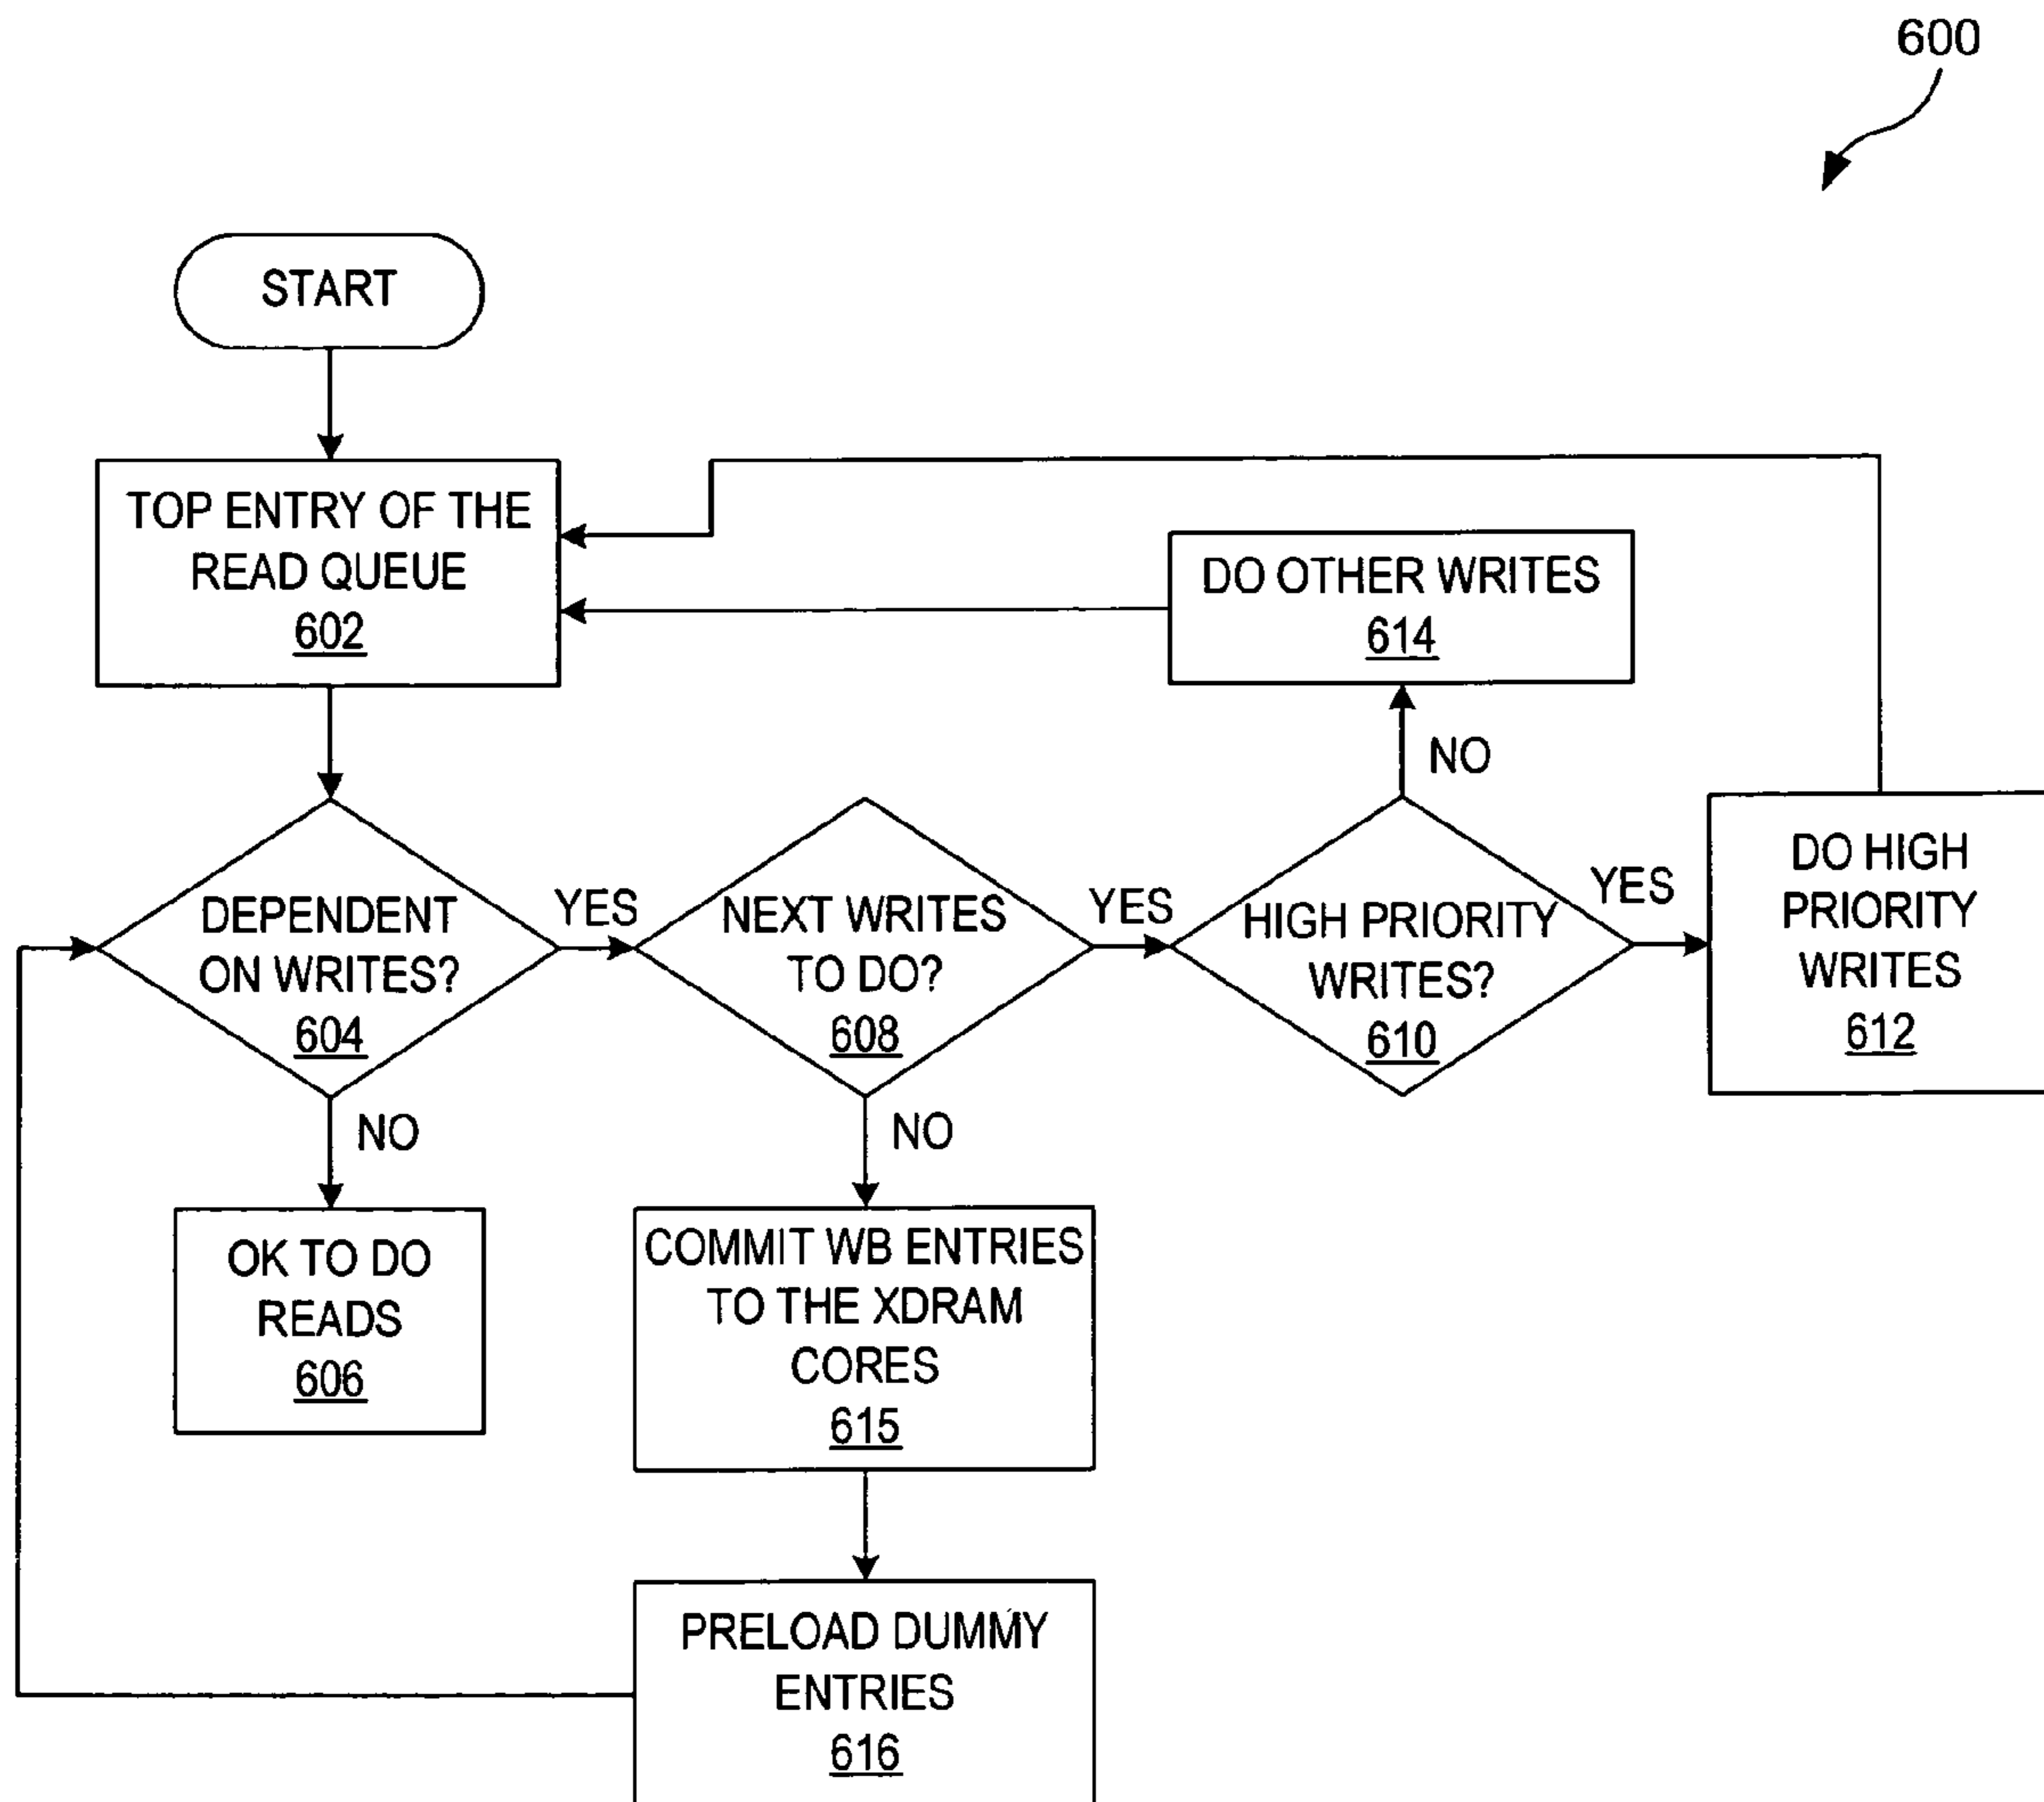 600
START
TOP ENTRY OF THE
READ QUEUE
602
DO OTHER WRITES
614
NO
DEPENDENT
ON WRITES?
604
YES
NEXT WRITES
TO DO?
608
YES
HIGH PRIORITY
WRITES?
610
YES
DO HIGH
PRIORITY
WRITES
612
NO
NO
OK TO DO
READS
606
COMMIT WB ENTRIES
TO THE XDRAM
CORES
615
PRELOAD DUMMY
ENTRIES
616